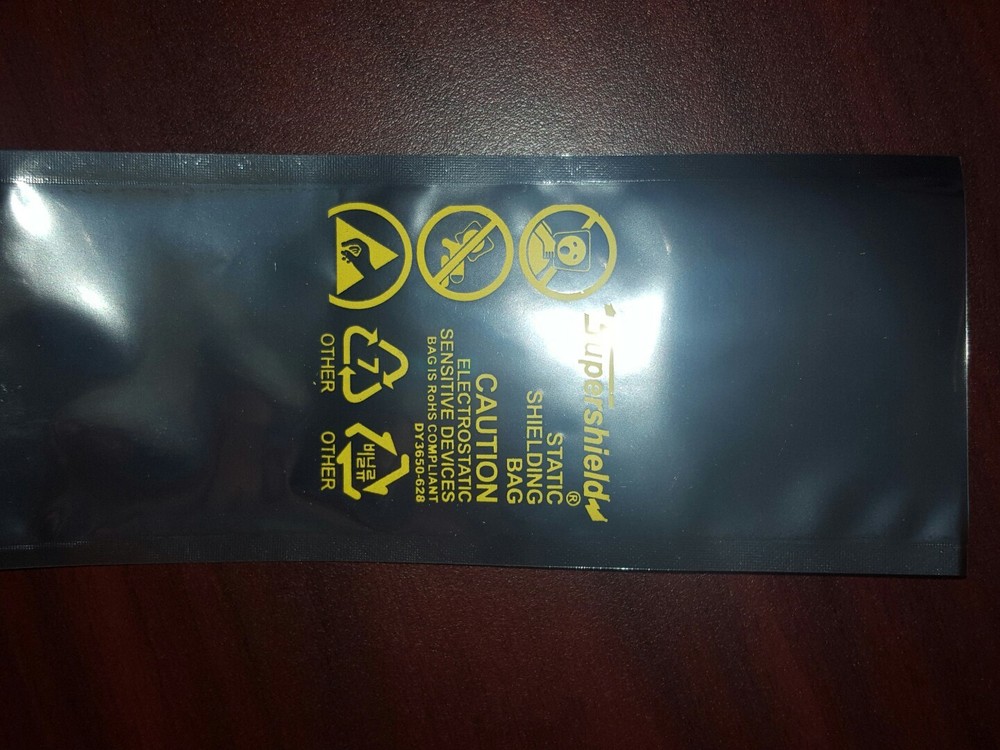 Supershield
®
STATIC
SHIELDING
BAG
CAUTION
ELECTROSTATIC
SENSITIVE DEVICES
BAG IS RoHS COMPLIANT
DY3650-628
7
OTHER
비닐류
OTHER